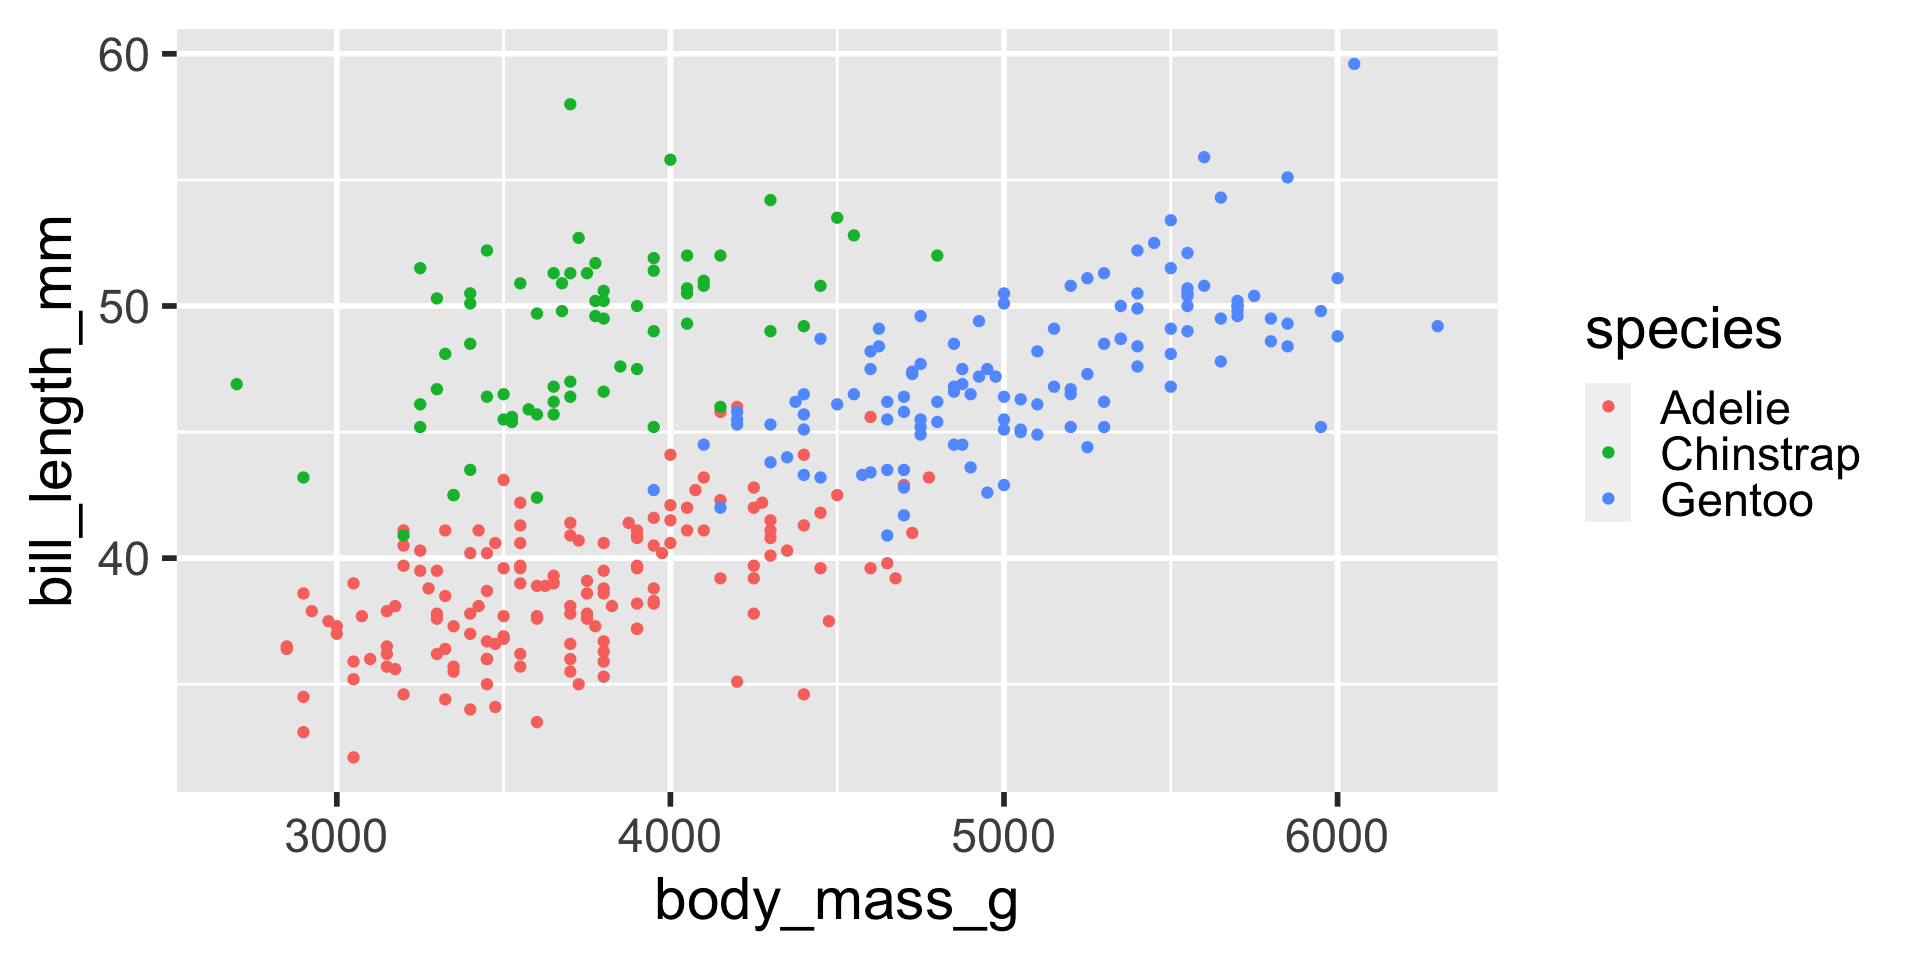 60
50
40
bill_length_mm
3000 4000 5000 6000
body_mass_g
species
Adelie
Chinstrap
Gentoo